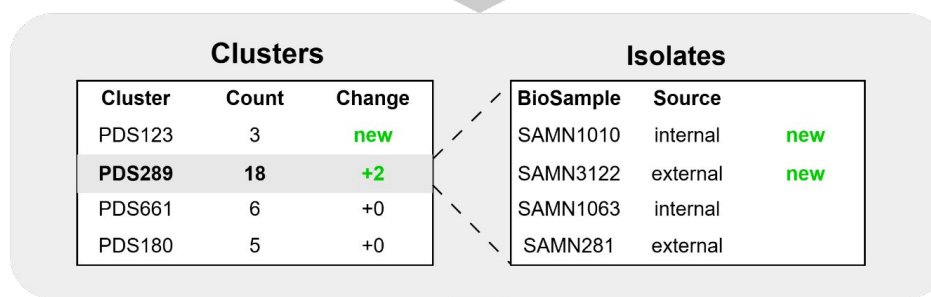 Clusters
Cluster Count Change
PDS123 3 new
PDS289 18 +2
PDS661 6 +0
PDS180 5 +0
Isolates
BioSample Source
SAMN1010 internal new
SAMN3122 external new
SAMN1063 internal
SAMN281 external